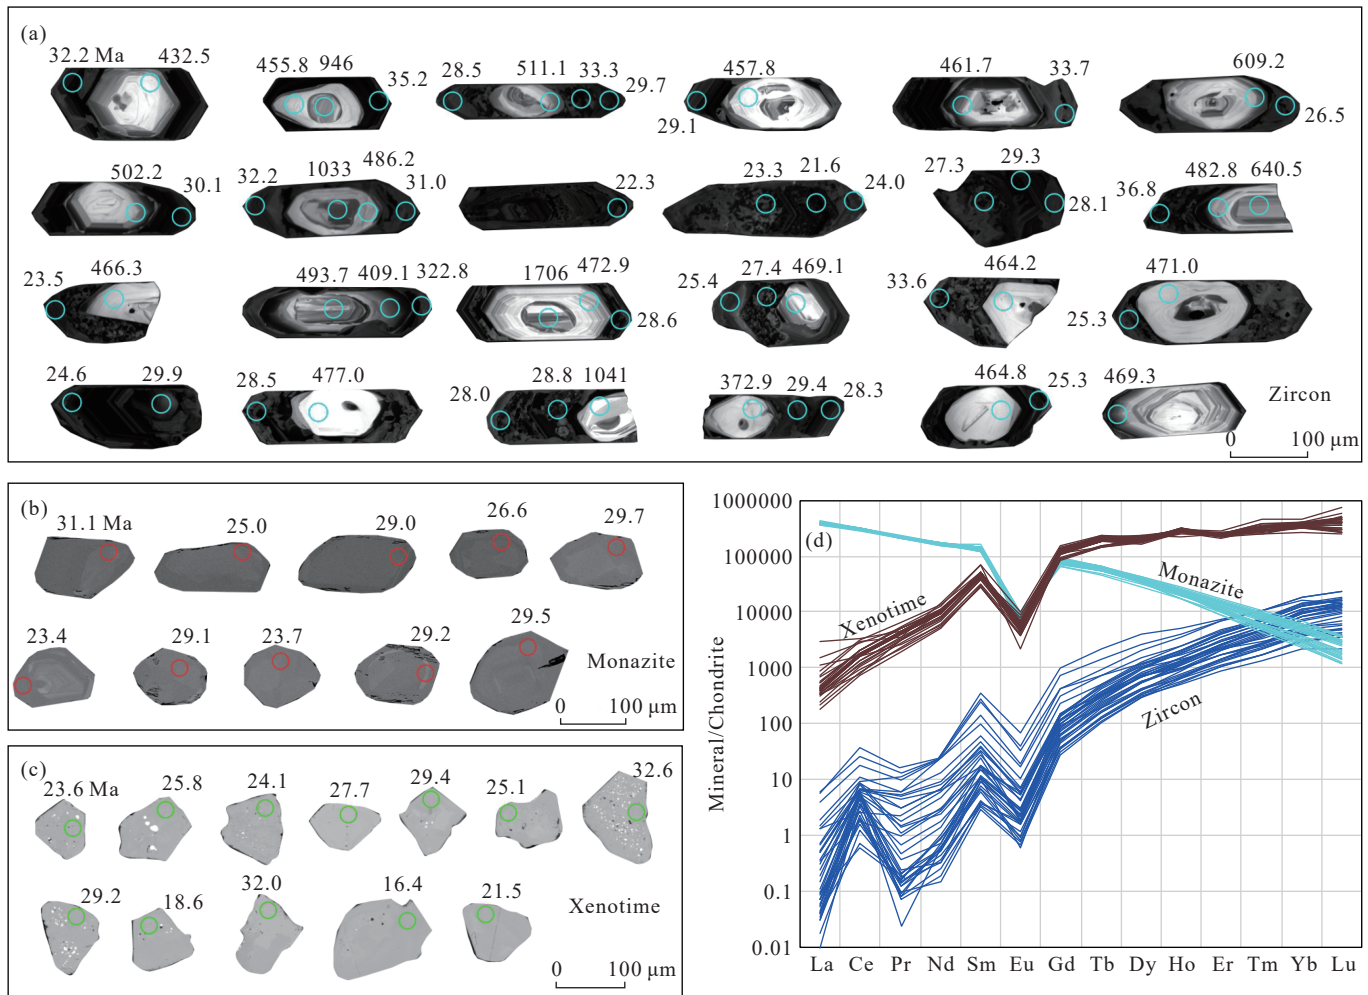 (a)
32.2 Ma 432.5
455.8 946 35.2
28.5 511.1 33.3 29.7
457.8 29.1
461.7 33.7
609.2 26.5
502.2 30.1
32.2 1033 486.2 31.0
22.3
23.3 21.6 24.0
27.3 29.3 28.1
36.8 482.8 640.5
23.5 466.3
493.7 409.1 322.8
1706 472.9 28.6
25.4 27.4 469.1
33.6 464.2
471.0 25.3
24.6 29.9
28.5 477.0
28.0 28.8 1041
372.9 29.4 28.3
464.8 25.3
469.3
Zircon
0 100 μm
(b)
31.1 Ma 25.0 29.0 26.6 29.7
23.4 29.1 23.7 29.2 29.5
Monazite
0 100 μm
(c)
23.6 Ma 25.8 24.1 27.7 29.4 25.1 32.6
29.2 18.6 32.0 16.4 21.5
Xenotime
0 100 μm
(d)
Mineral/Chondrite
1000000
100000
10000
1000
100
10
1
0.1
0.01
Xenotime
Monazite
Zircon
La Ce Pr Nd Sm Eu Gd Tb Dy Ho Er Tm Yb Lu